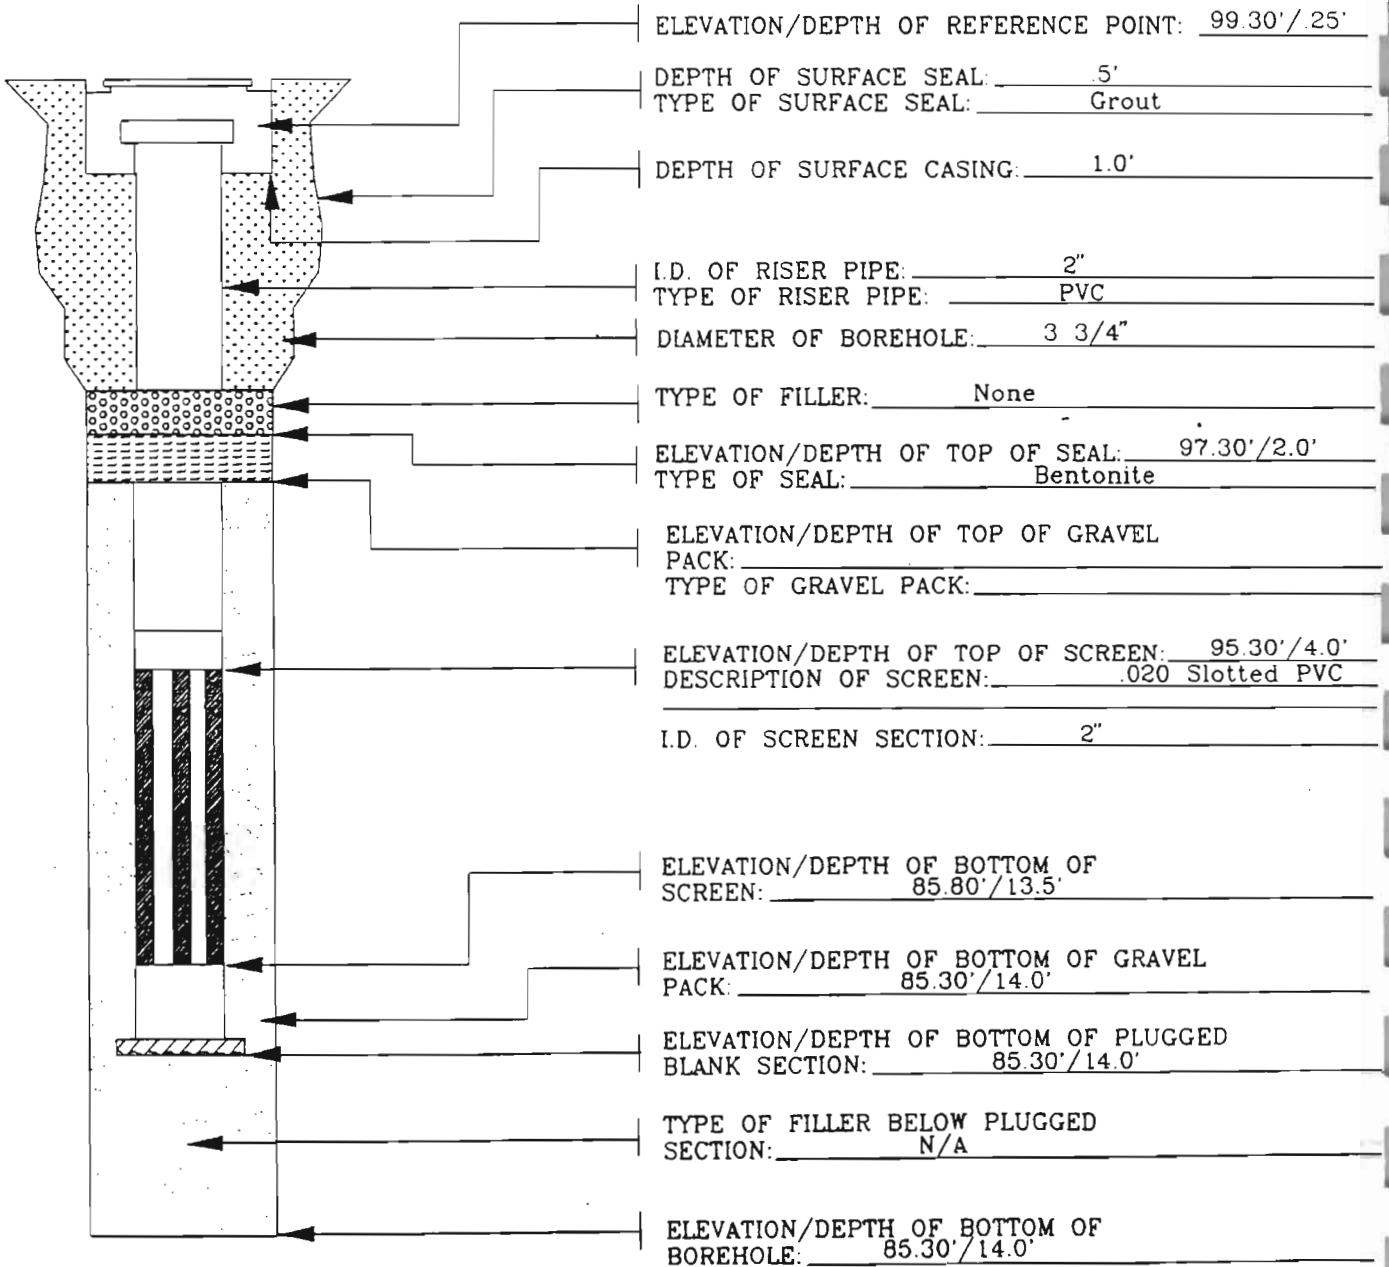 ELEVATION/DEPTH OF REFERENCE POINT: 99.30'/.25'
DEPTH OF SURFACE SEAL: .5'
TYPE OF SURFACE SEAL: Grout
DEPTH OF SURFACE CASING: 1.0'
I.D. OF RISER PIPE: 2"
TYPE OF RISER PIPE: PVC
DIAMETER OF BOREHOLE: 3 3/4"
TYPE OF FILLER: None
ELEVATION/DEPTH OF TOP OF SEAL: 97.30'/2.0'
TYPE OF SEAL: Bentonite
ELEVATION/DEPTH OF TOP OF GRAVEL
PACK:
TYPE OF GRAVEL PACK:
ELEVATION/DEPTH OF TOP OF SCREEN: 95.30'/4.0'
DESCRIPTION OF SCREEN: .020 Slotted PVC
I.D. OF SCREEN SECTION: 2"
ELEVATION/DEPTH OF BOTTOM OF
SCREEN: 85.80'/13.5'
ELEVATION/DEPTH OF BOTTOM OF GRAVEL
PACK: 85.30'/14.0'
ELEVATION/DEPTH OF BOTTOM OF PLUGGED
BLANK SECTION: 85.30'/14.0'
TYPE OF FILLER BELOW PLUGGED
SECTION: N/A
ELEVATION/DEPTH OF BOTTOM OF
BOREHOLE: 85.30'/14.0'